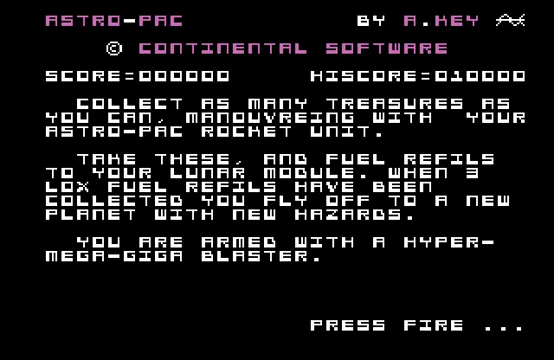 ASTRO-PAC BY A.KEY
© CONTINENTAL SOFTWARE
SCORE=000000 HISCORE=010000
COLLECT AS MANY TREASURES AS
YOU CAN, MANOUVREING WITH YOUR
ASTRO-PAC ROCKET UNIT.
TAKE THESE, AND FUEL REFILS
TO YOUR LUNAR MODULE. WHEN 3
LOX FUEL REFILS HAVE BEEN
COLLECTED YOU FLY OFF TO A NEW
PLANET WITH NEW HAZARDS.
YOU ARE ARMED WITH A HYPER-
MEGA-GIGA BLASTER.
PRESS FIRE ...